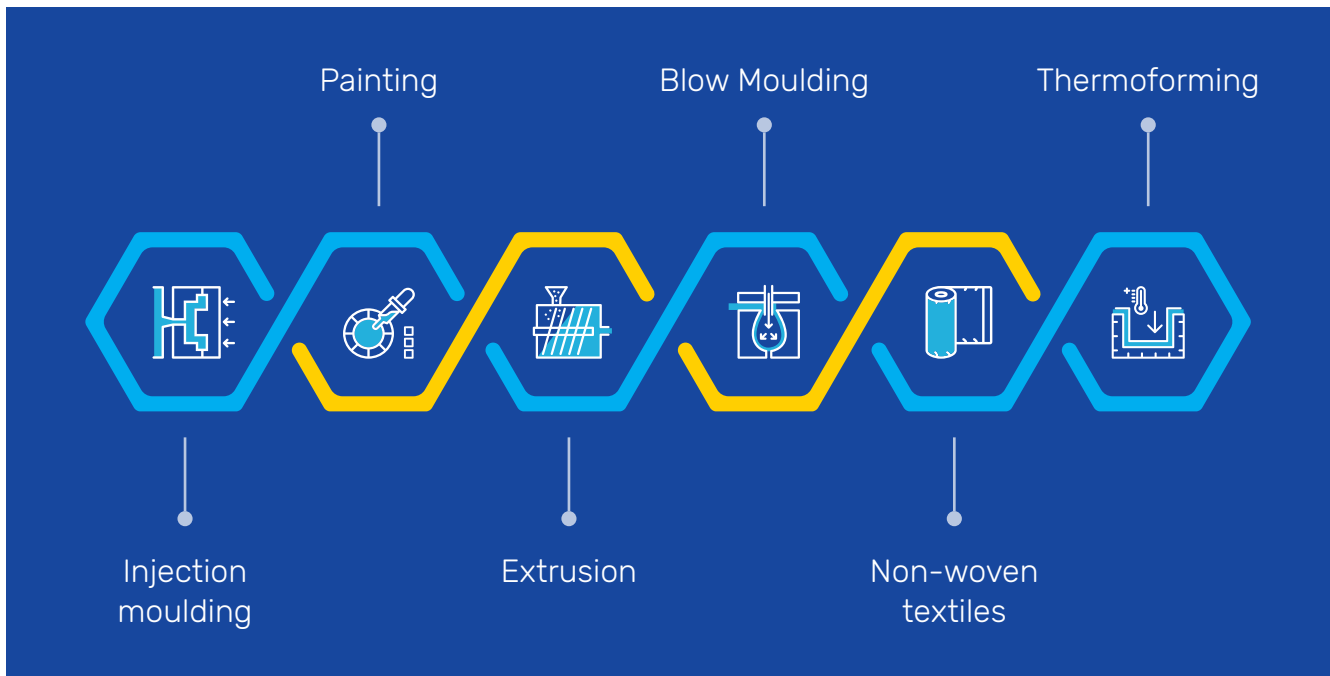 Painting
Blow Moulding
Thermoforming
Injection
moulding
Extrusion
Non-woven
textiles